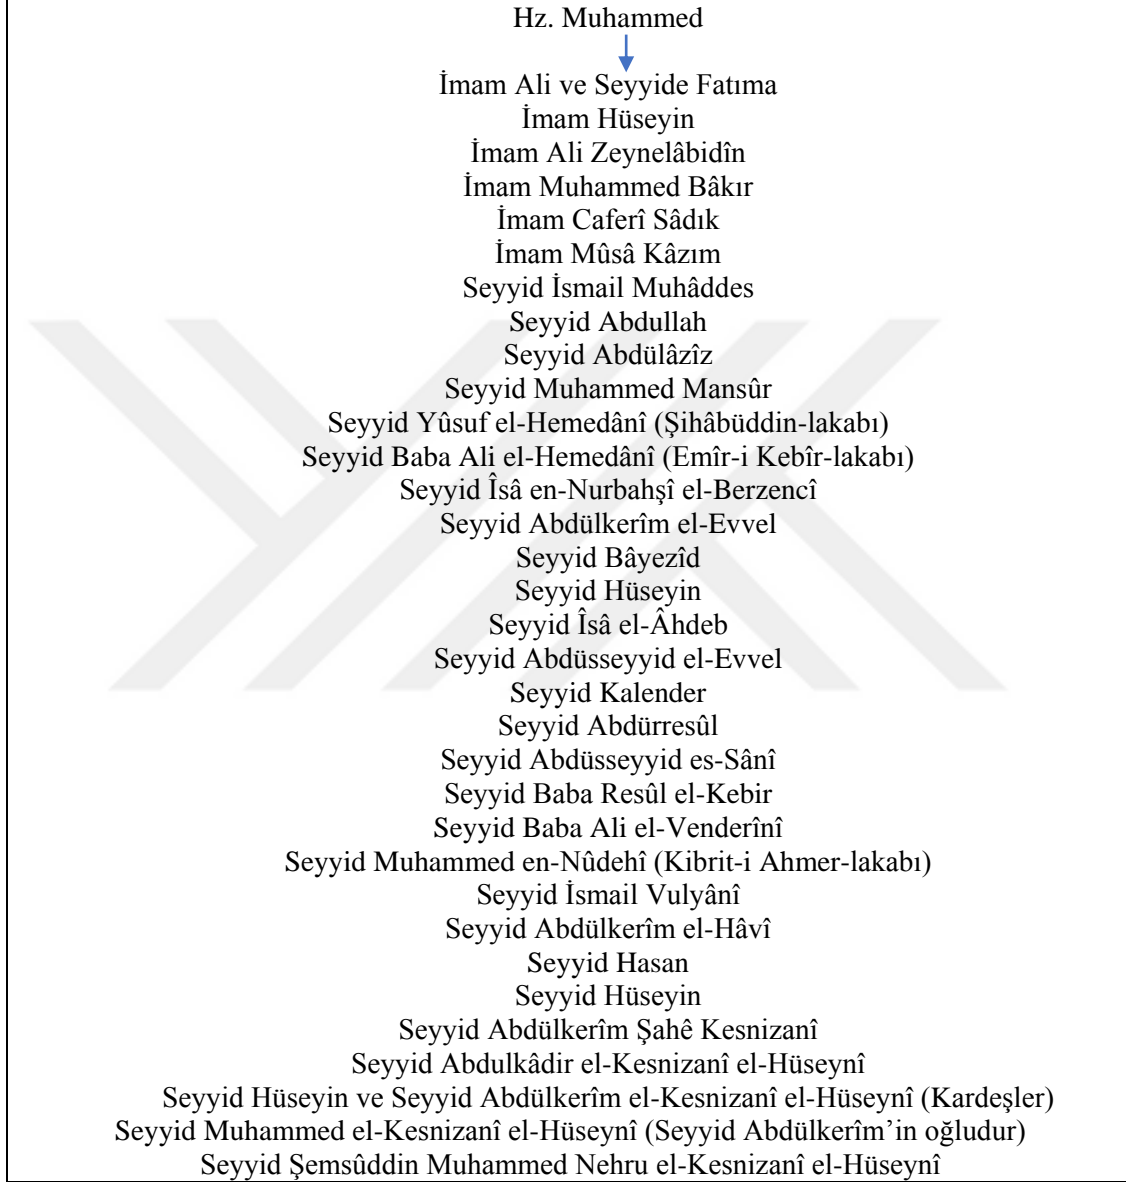 Hz. Muhammed
İmam Ali ve Seyyide Fatıma
İmam Hüseyin
İmam Ali Zeynelâbidîn
İmam Muhammed Bâkır
İmam Caferî Sâdık
İmam Mûsâ Kâzım
Seyyid İsmail Muhâddes
Seyyid Abdullah
Seyyid Abdülâzîz
Seyyid Muhammed Mansûr
Seyyid Yûsuf el-Hemedânî (Şihâbüddin-lakabı)
Seyyid Baba Ali el-Hemedânî (Emîr-i Kebîr-lakabı)
Seyyid Îsâ en-Nurbahşî el-Berzencî
Seyyid Abdülkerîm el-Evvel
Seyyid Bâyezîd
Seyyid Hüseyin
Seyyid Îsâ el-Âhdeb
Seyyid Abdüsseyyid el-Evvel
Seyyid Kalender
Seyyid Abdürresûl
Seyyid Abdüsseyyid es-Sânî
Seyyid Baba Resûl el-Kebir
Seyyid Baba Ali el-Venderînî
Seyyid Muhammed en-Nûdehî (Kibrit-i Ahmer-lakabı)
Seyyid İsmail Vulyânî
Seyyid Abdülkerîm el-Hâvî
Seyyid Hasan
Seyyid Hüseyin
Seyyid Abdülkerîm Şahê Kesnizanî
Seyyid Abdulkâdir el-Kesnizanî el-Hüseynî
Seyyid Hüseyin ve Seyyid Abdülkerîm el-Kesnizanî el-Hüseynî (Kardeşler)
Seyyid Muhammed el-Kesnizanî el-Hüseynî (Seyyid Abdülkerîm’in oğludur)
Seyyid Şemsûddin Muhammed Nehru el-Kesnizanî el-Hüseynî